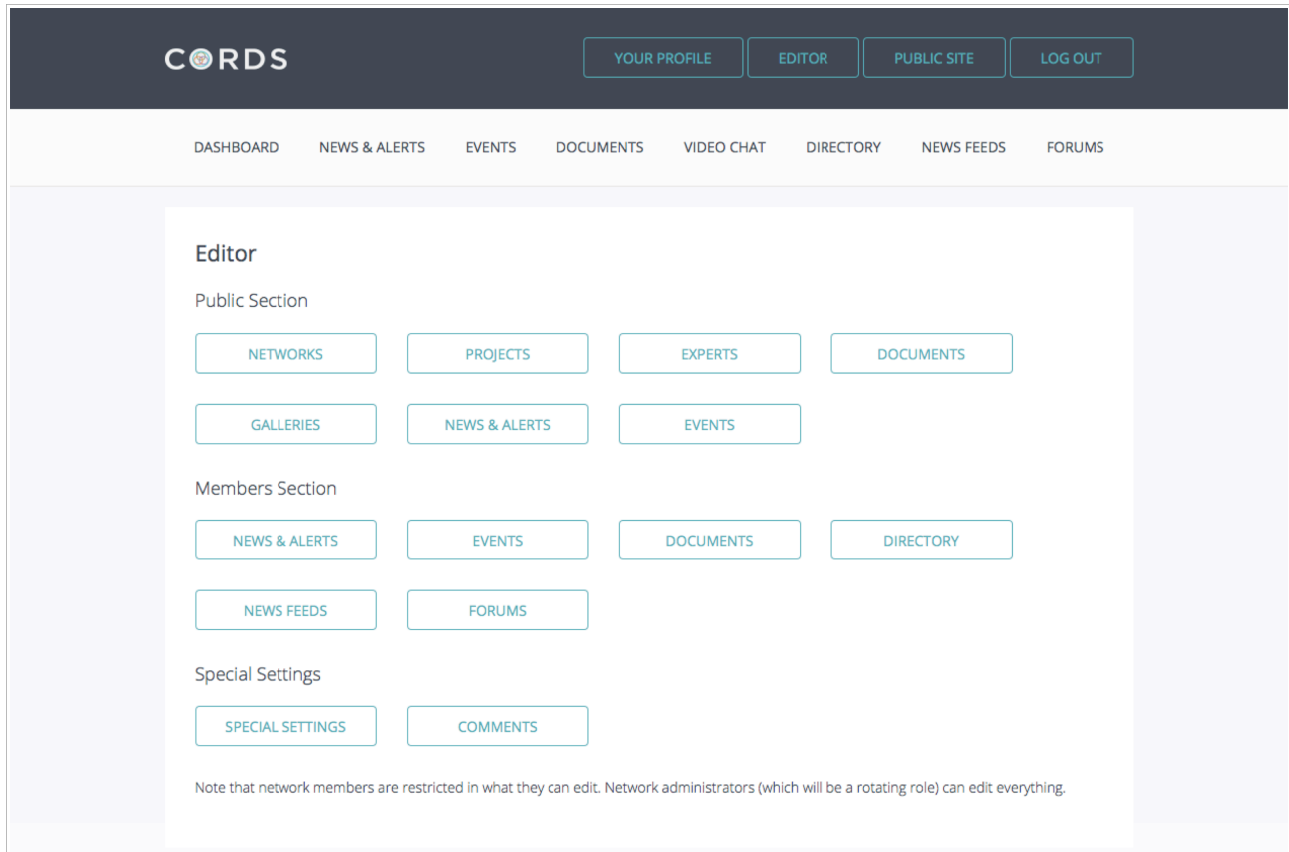 CORDS
YOUR PROFILE EDITOR PUBLIC SITE LOG OUT
DASHBOARD NEWS & ALERTS EVENTS DOCUMENTS VIDEO CHAT DIRECTORY NEWS FEEDS FORUMS
Editor
Public Section
NETWORKS PROJECTS EXPERTS DOCUMENTS
GALLERIES NEWS & ALERTS EVENTS
Members Section
NEWS & ALERTS EVENTS DOCUMENTS DIRECTORY
NEWS FEEDS FORUMS
Special Settings
SPECIAL SETTINGS COMMENTS
Note that network members are restricted in what they can edit. Network administrators (which will be a rotating role) can edit everything.